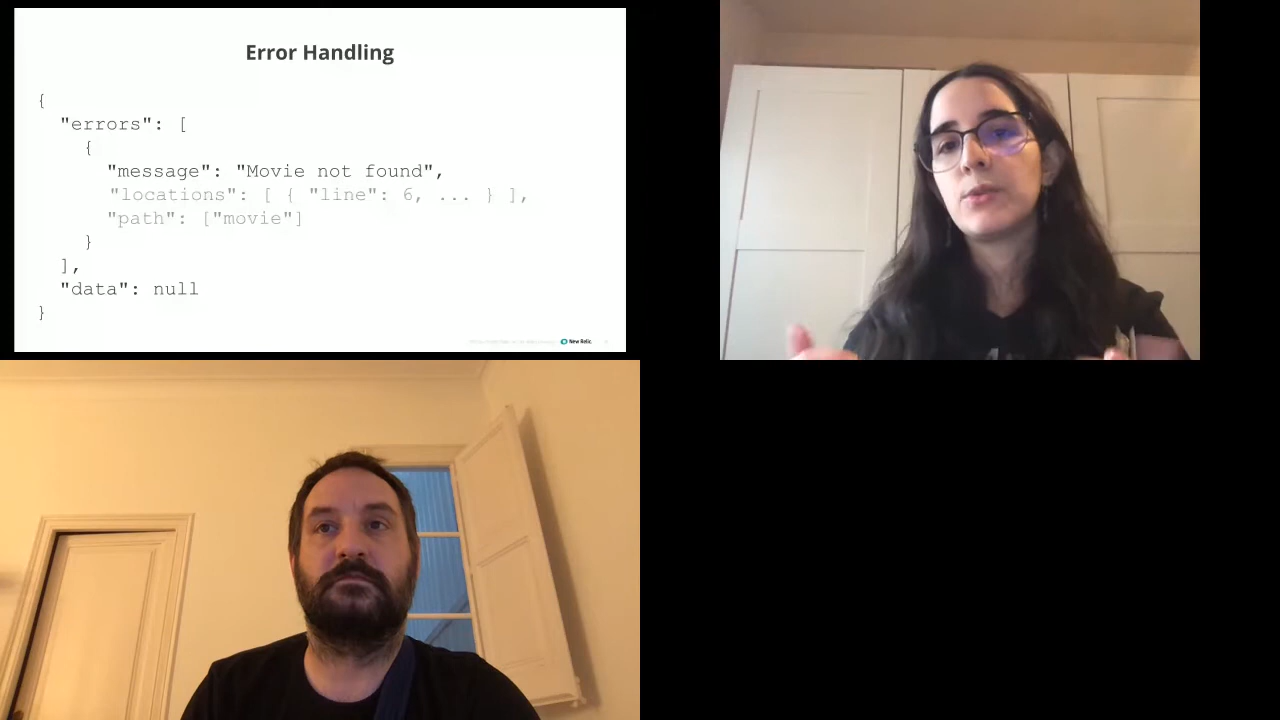 Error Handling
{
"errors": [
{
"message": "Movie not found",
"locations": [ { "line": 6, ... } ],
"path": ["movie"]
}
],
"data": null
}
New Relic